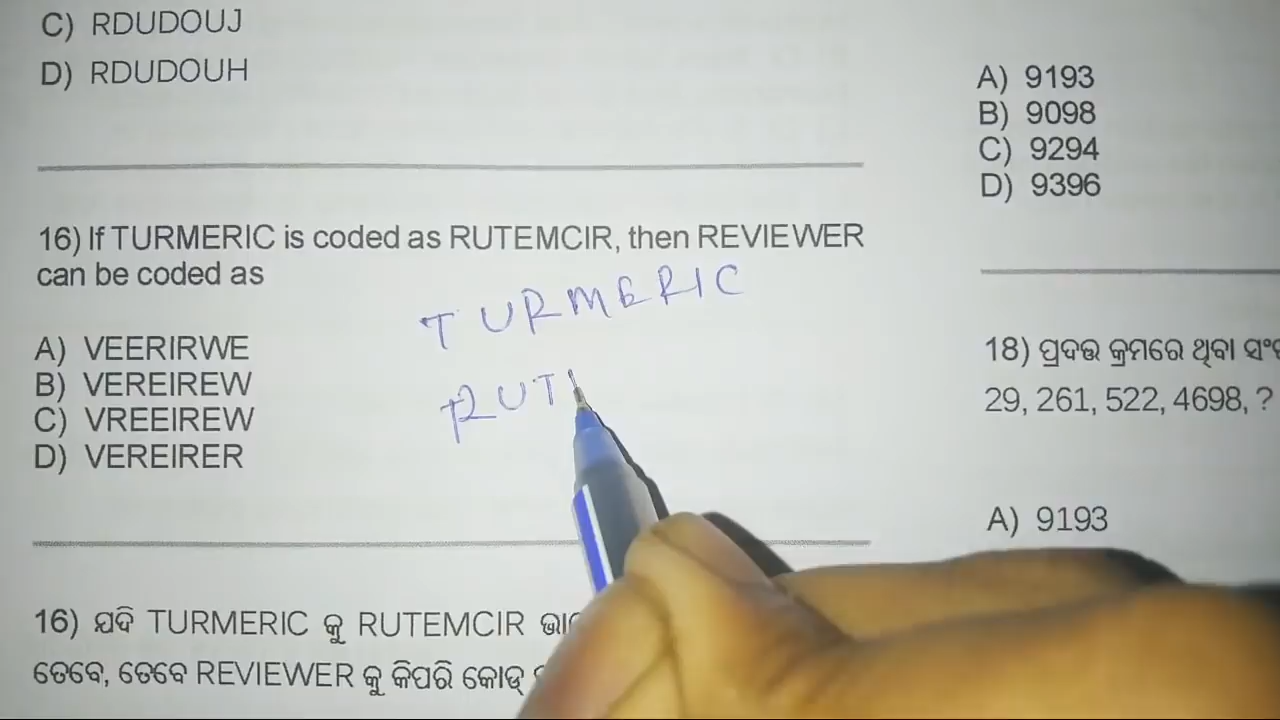 C) RDUDOUJ
D) RDUDOUH
16) If TURMERIC is coded as RUTEMCIR, then REVIEWER
can be coded as
TURMERIC
RUT
A) VEERIRWE
B) VEREIREW
C) VREEIREW
D) VEREIRER
16) ଯଦି TURMERIC କୁ RUTEMCIR
ତେବେ, ତେବେ REVIEWER କୁ କିପରି କୋଡ୍
A) 9193
B) 9098
C) 9294
D) 9396
18) ପ୍ରଦତ୍ତ କ୍ରମରେ ଥିବା
29, 261, 522, 4698, ?
A) 9193